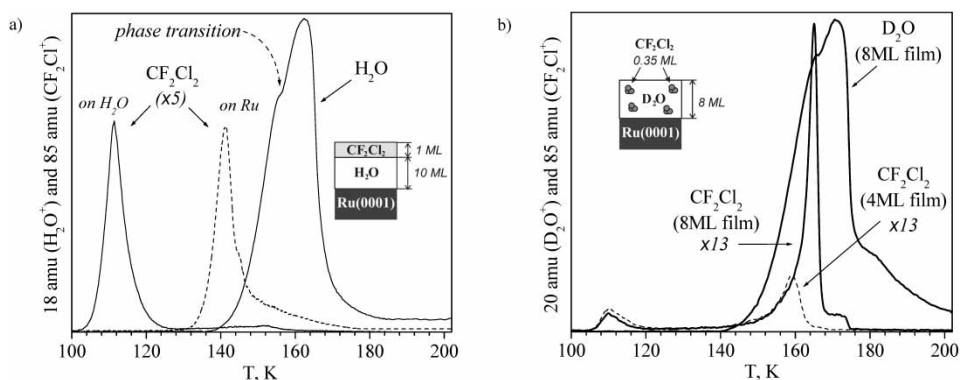 a)
18 amu (H₂O⁺) and 85 amu (CF₂Cl⁺)
phase transition
CF₂Cl₂
(x5)
on H₂O
on Ru
H₂O
CF₂Cl₂
1 ML
H₂O
10 ML
Ru(0001)
100 120 140 160 180 200
T, K
b)
20 amu (D₂O⁺) and 85 amu (CF₂Cl⁺)
CF₂Cl₂
0.35 ML
D₂O
8 ML
Ru(0001)
D₂O
(8ML film)
CF₂Cl₂
(8ML film)
x13
CF₂Cl₂
(4ML film)
x13
100 120 140 160 180 200
T, K